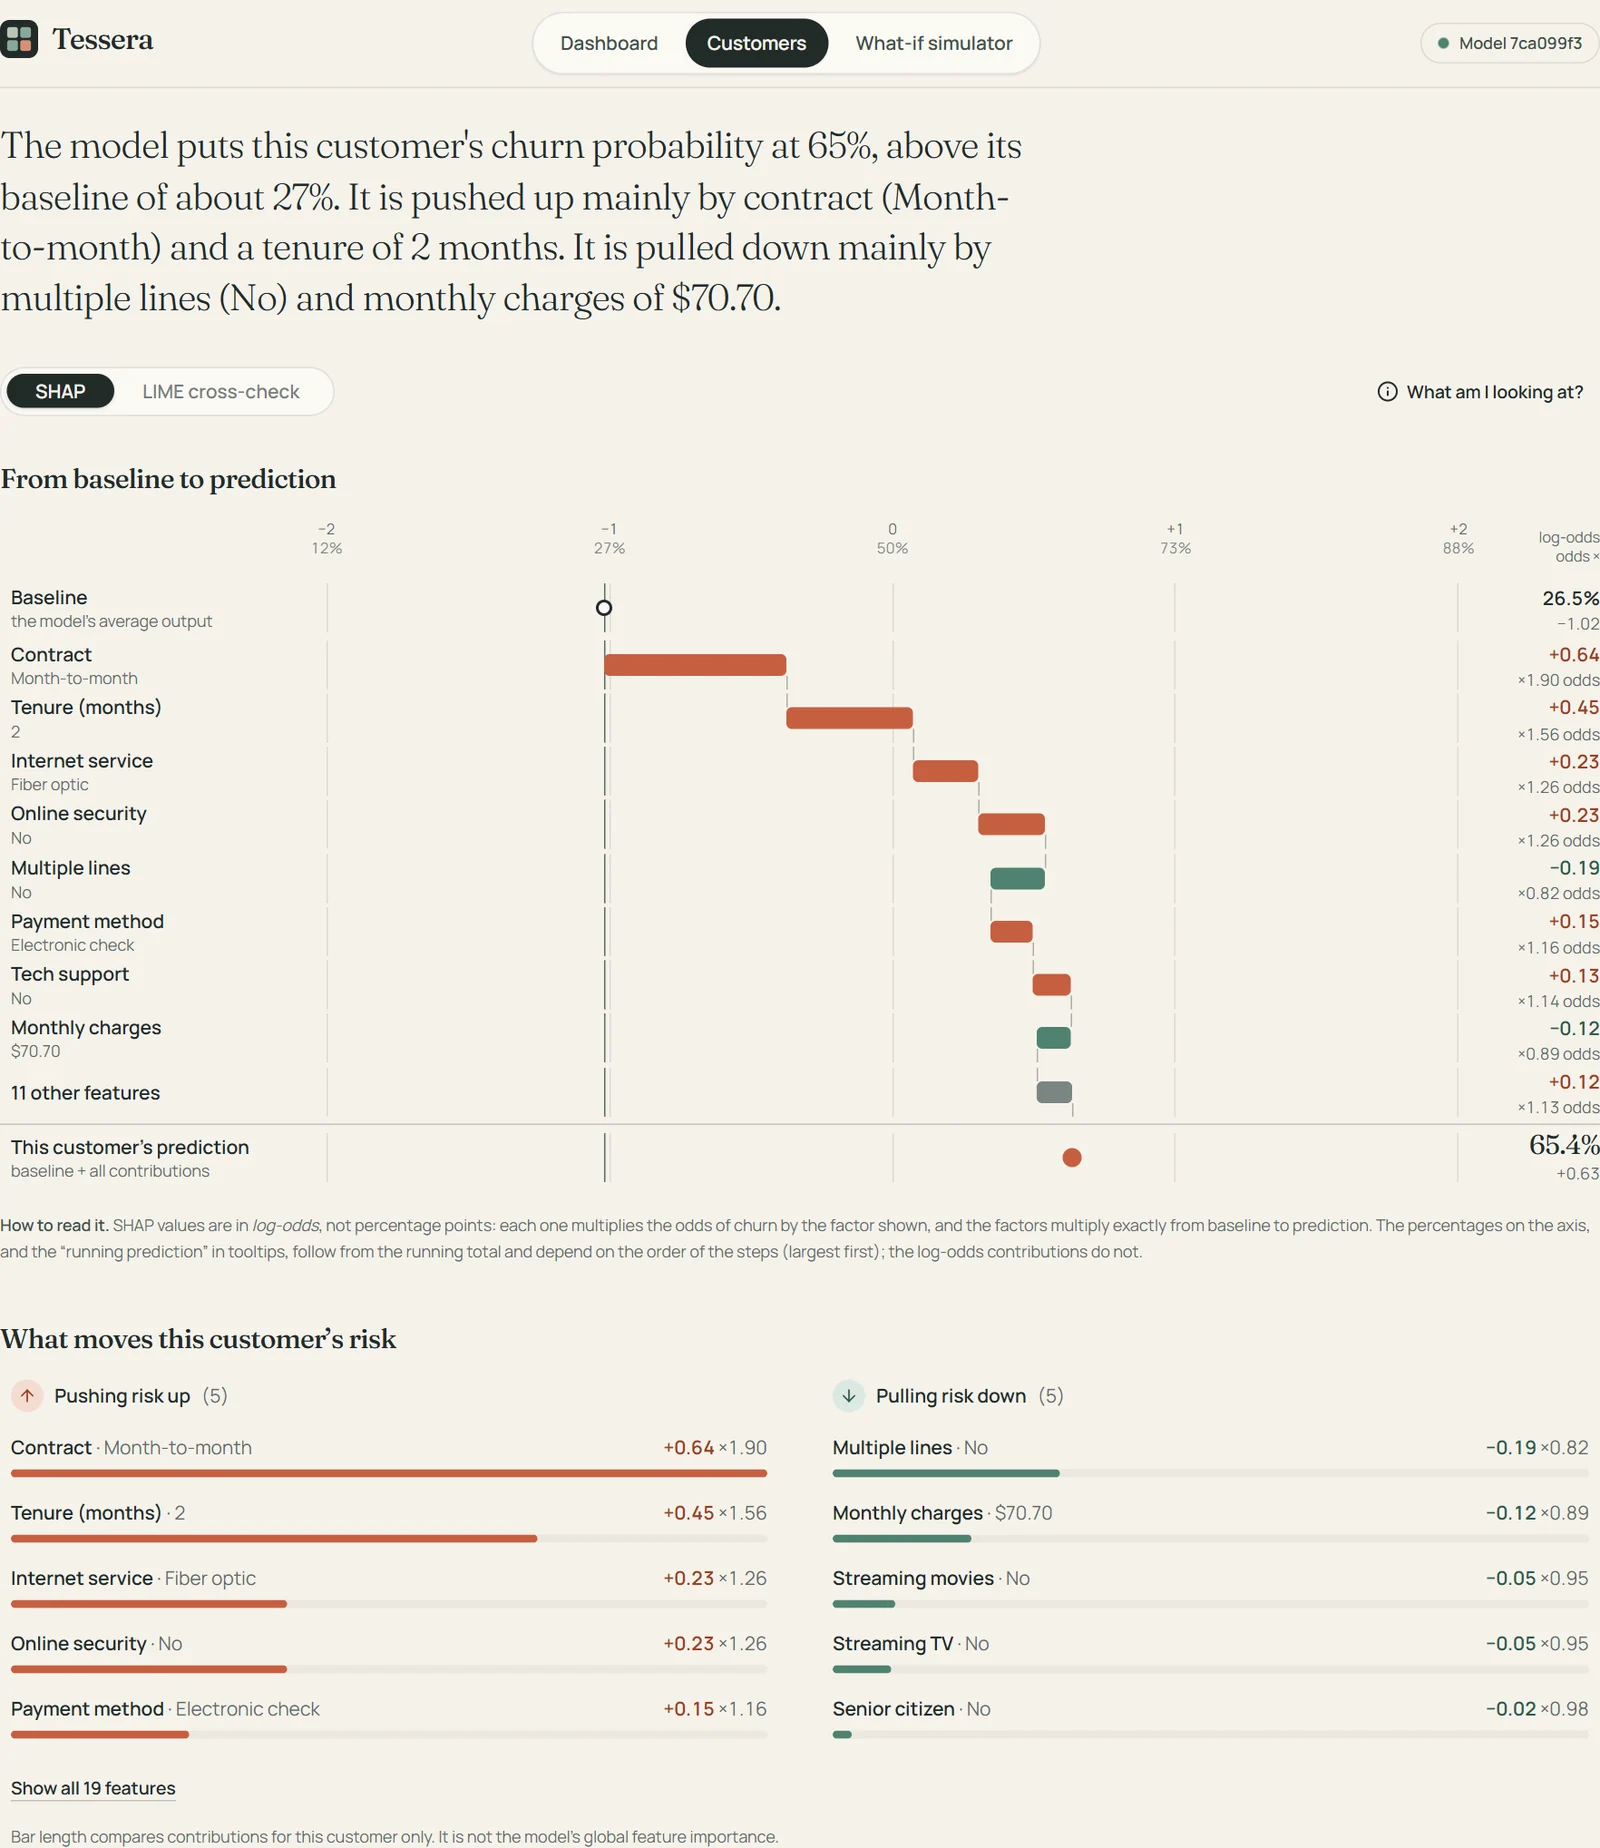 Tessera
Dashboard
Customers
What-if simulator
Model 7ca099f3
The model puts this customer's churn probability at 65%, above its
baseline of about 27%. It is pushed up mainly by contract (Month-
to-month) and a tenure of 2 months. It is pulled down mainly by
multiple lines (No) and monthly charges of $70.70.
SHAP
LIME cross-check
What am I looking at?
From baseline to prediction
−2
12%
−1
27%
0
50%
+1
73%
+2
88%
log-odds
odds ×
Baseline
the model's average output
26.5%
−1.02
Contract
Month-to-month
+0.64
×1.90 odds
Tenure (months)
2
+0.45
×1.56 odds
Internet service
Fiber optic
+0.23
×1.26 odds
Online security
No
+0.23
×1.26 odds
Multiple lines
No
−0.19
×0.82 odds
Payment method
Electronic check
+0.15
×1.16 odds
Tech support
No
+0.13
×1.14 odds
Monthly charges
$70.70
−0.12
×0.89 odds
11 other features
+0.12
×1.13 odds
This customer’s prediction
baseline + all contributions
65.4%
+0.63
How to read it. SHAP values are in log-odds, not percentage points: each one multiplies the odds of churn by the factor shown, and the factors multiply exactly from baseline to prediction. The percentages on the axis,
and the “running prediction” in tooltips, follow from the running total and depend on the order of the steps (largest first); the log-odds contributions do not.
What moves this customer’s risk
Pushing risk up (5)
Contract · Month-to-month +0.64 ×1.90
Tenure (months) · 2 +0.45 ×1.56
Internet service · Fiber optic +0.23 ×1.26
Online security · No +0.23 ×1.26
Payment method · Electronic check +0.15 ×1.16
Pulling risk down (5)
Multiple lines · No −0.19 ×0.82
Monthly charges · $70.70 −0.12 ×0.89
Streaming movies · No −0.05 ×0.95
Streaming TV · No −0.05 ×0.95
Senior citizen · No −0.02 ×0.98
Show all 19 features
Bar length compares contributions for this customer only. It is not the model’s global feature importance.